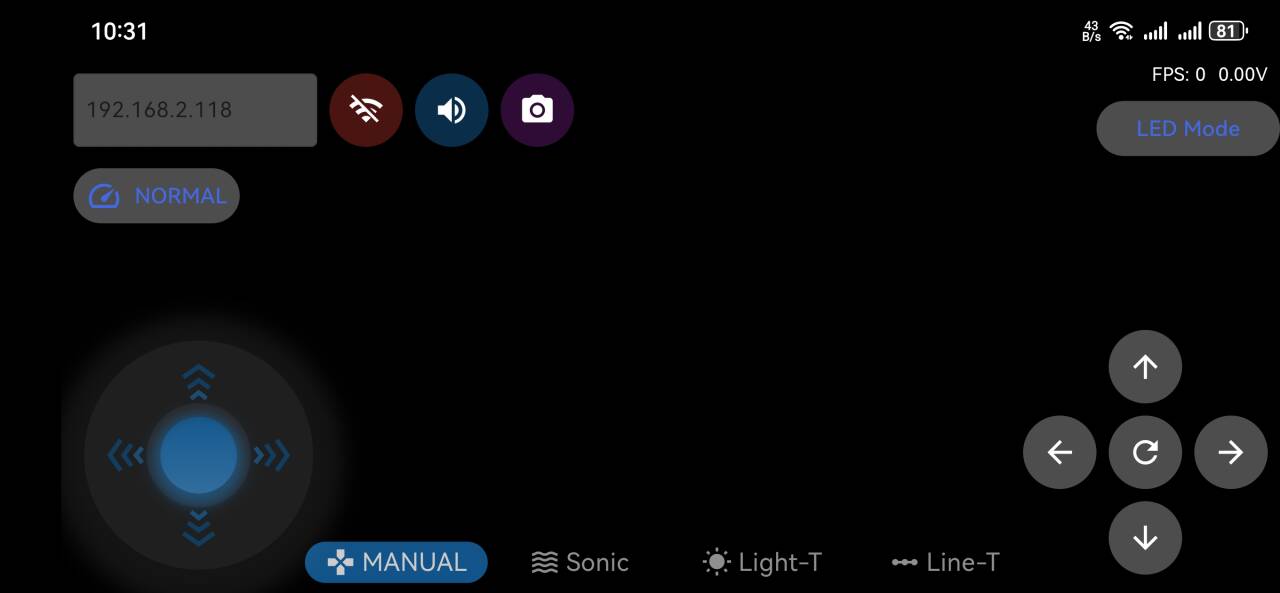 10:31
43
B/s
81
FPS: 0 0.00V
192.168.2.118
LED Mode
NORMAL
MANUAL
Sonic
Light-T
Line-T